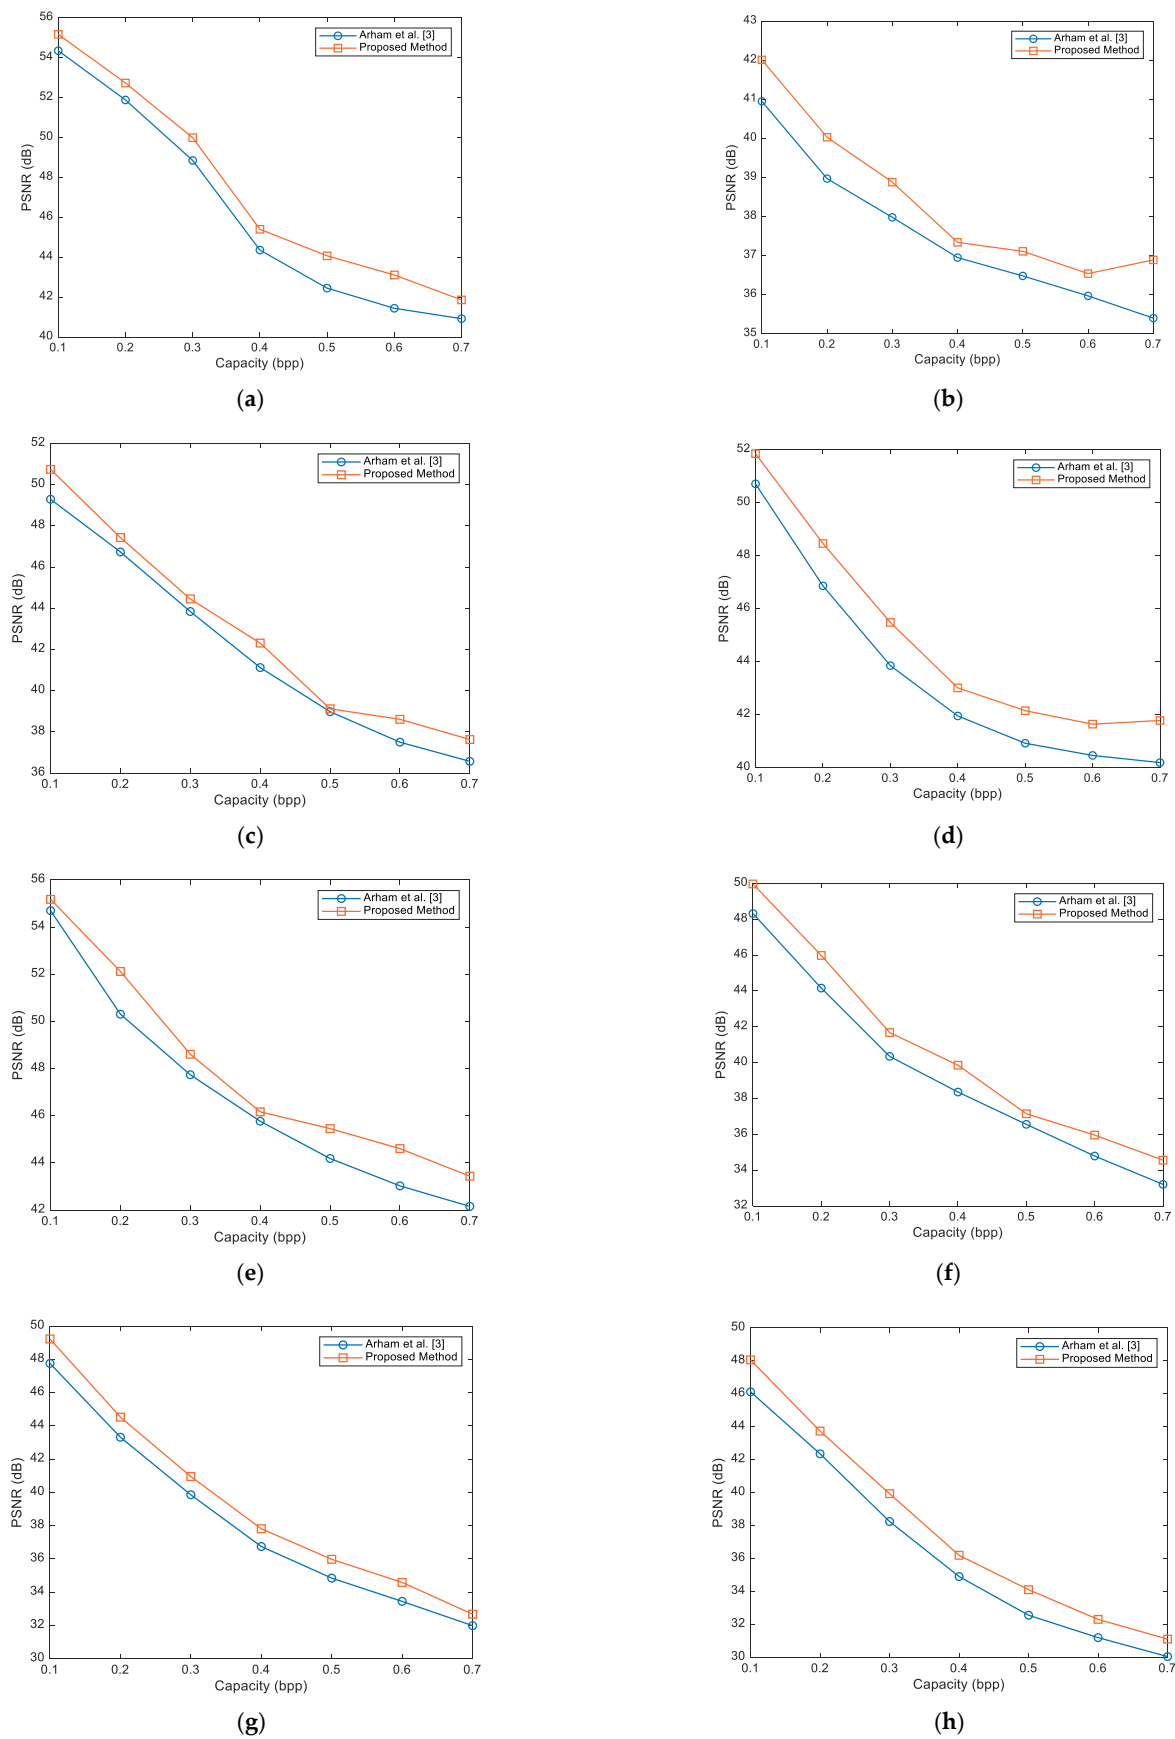 56
54
52
50
48
46
44
42
40
0.1 0.2 0.3 0.4 0.5 0.6 0.7
PSNR (dB)
Capacity (bpp)
Arham et al. [3]
Proposed Method
(a)
43
42
41
40
39
38
37
36
35
0.1 0.2 0.3 0.4 0.5 0.6 0.7
PSNR (dB)
Capacity (bpp)
Arham et al. [3]
Proposed Method
(b)
52
50
48
46
44
42
40
38
36
0.1 0.2 0.3 0.4 0.5 0.6 0.7
PSNR (dB)
Capacity (bpp)
Arham et al. [3]
Proposed Method
(c)
52
50
48
46
44
42
40
0.1 0.2 0.3 0.4 0.5 0.6 0.7
PSNR (dB)
Capacity (bpp)
Arham et al. [3]
Proposed Method
(d)
56
54
52
50
48
46
44
42
0.1 0.2 0.3 0.4 0.5 0.6 0.7
PSNR (dB)
Capacity (bpp)
Arham et al. [3]
Proposed Method
(e)
50
48
46
44
42
40
38
36
34
32
0.1 0.2 0.3 0.4 0.5 0.6 0.7
PSNR (dB)
Capacity (bpp)
Arham et al. [3]
Proposed Method
(f)
50
48
46
44
42
40
38
36
34
32
30
0.1 0.2 0.3 0.4 0.5 0.6 0.7
PSNR (dB)
Capacity (bpp)
Arham et al. [3]
Proposed Method
(g)
50
48
46
44
42
40
38
36
34
32
30
0.1 0.2 0.3 0.4 0.5 0.6 0.7
PSNR (dB)
Capacity (bpp)
Arham et al. [3]
Proposed Method
(h)